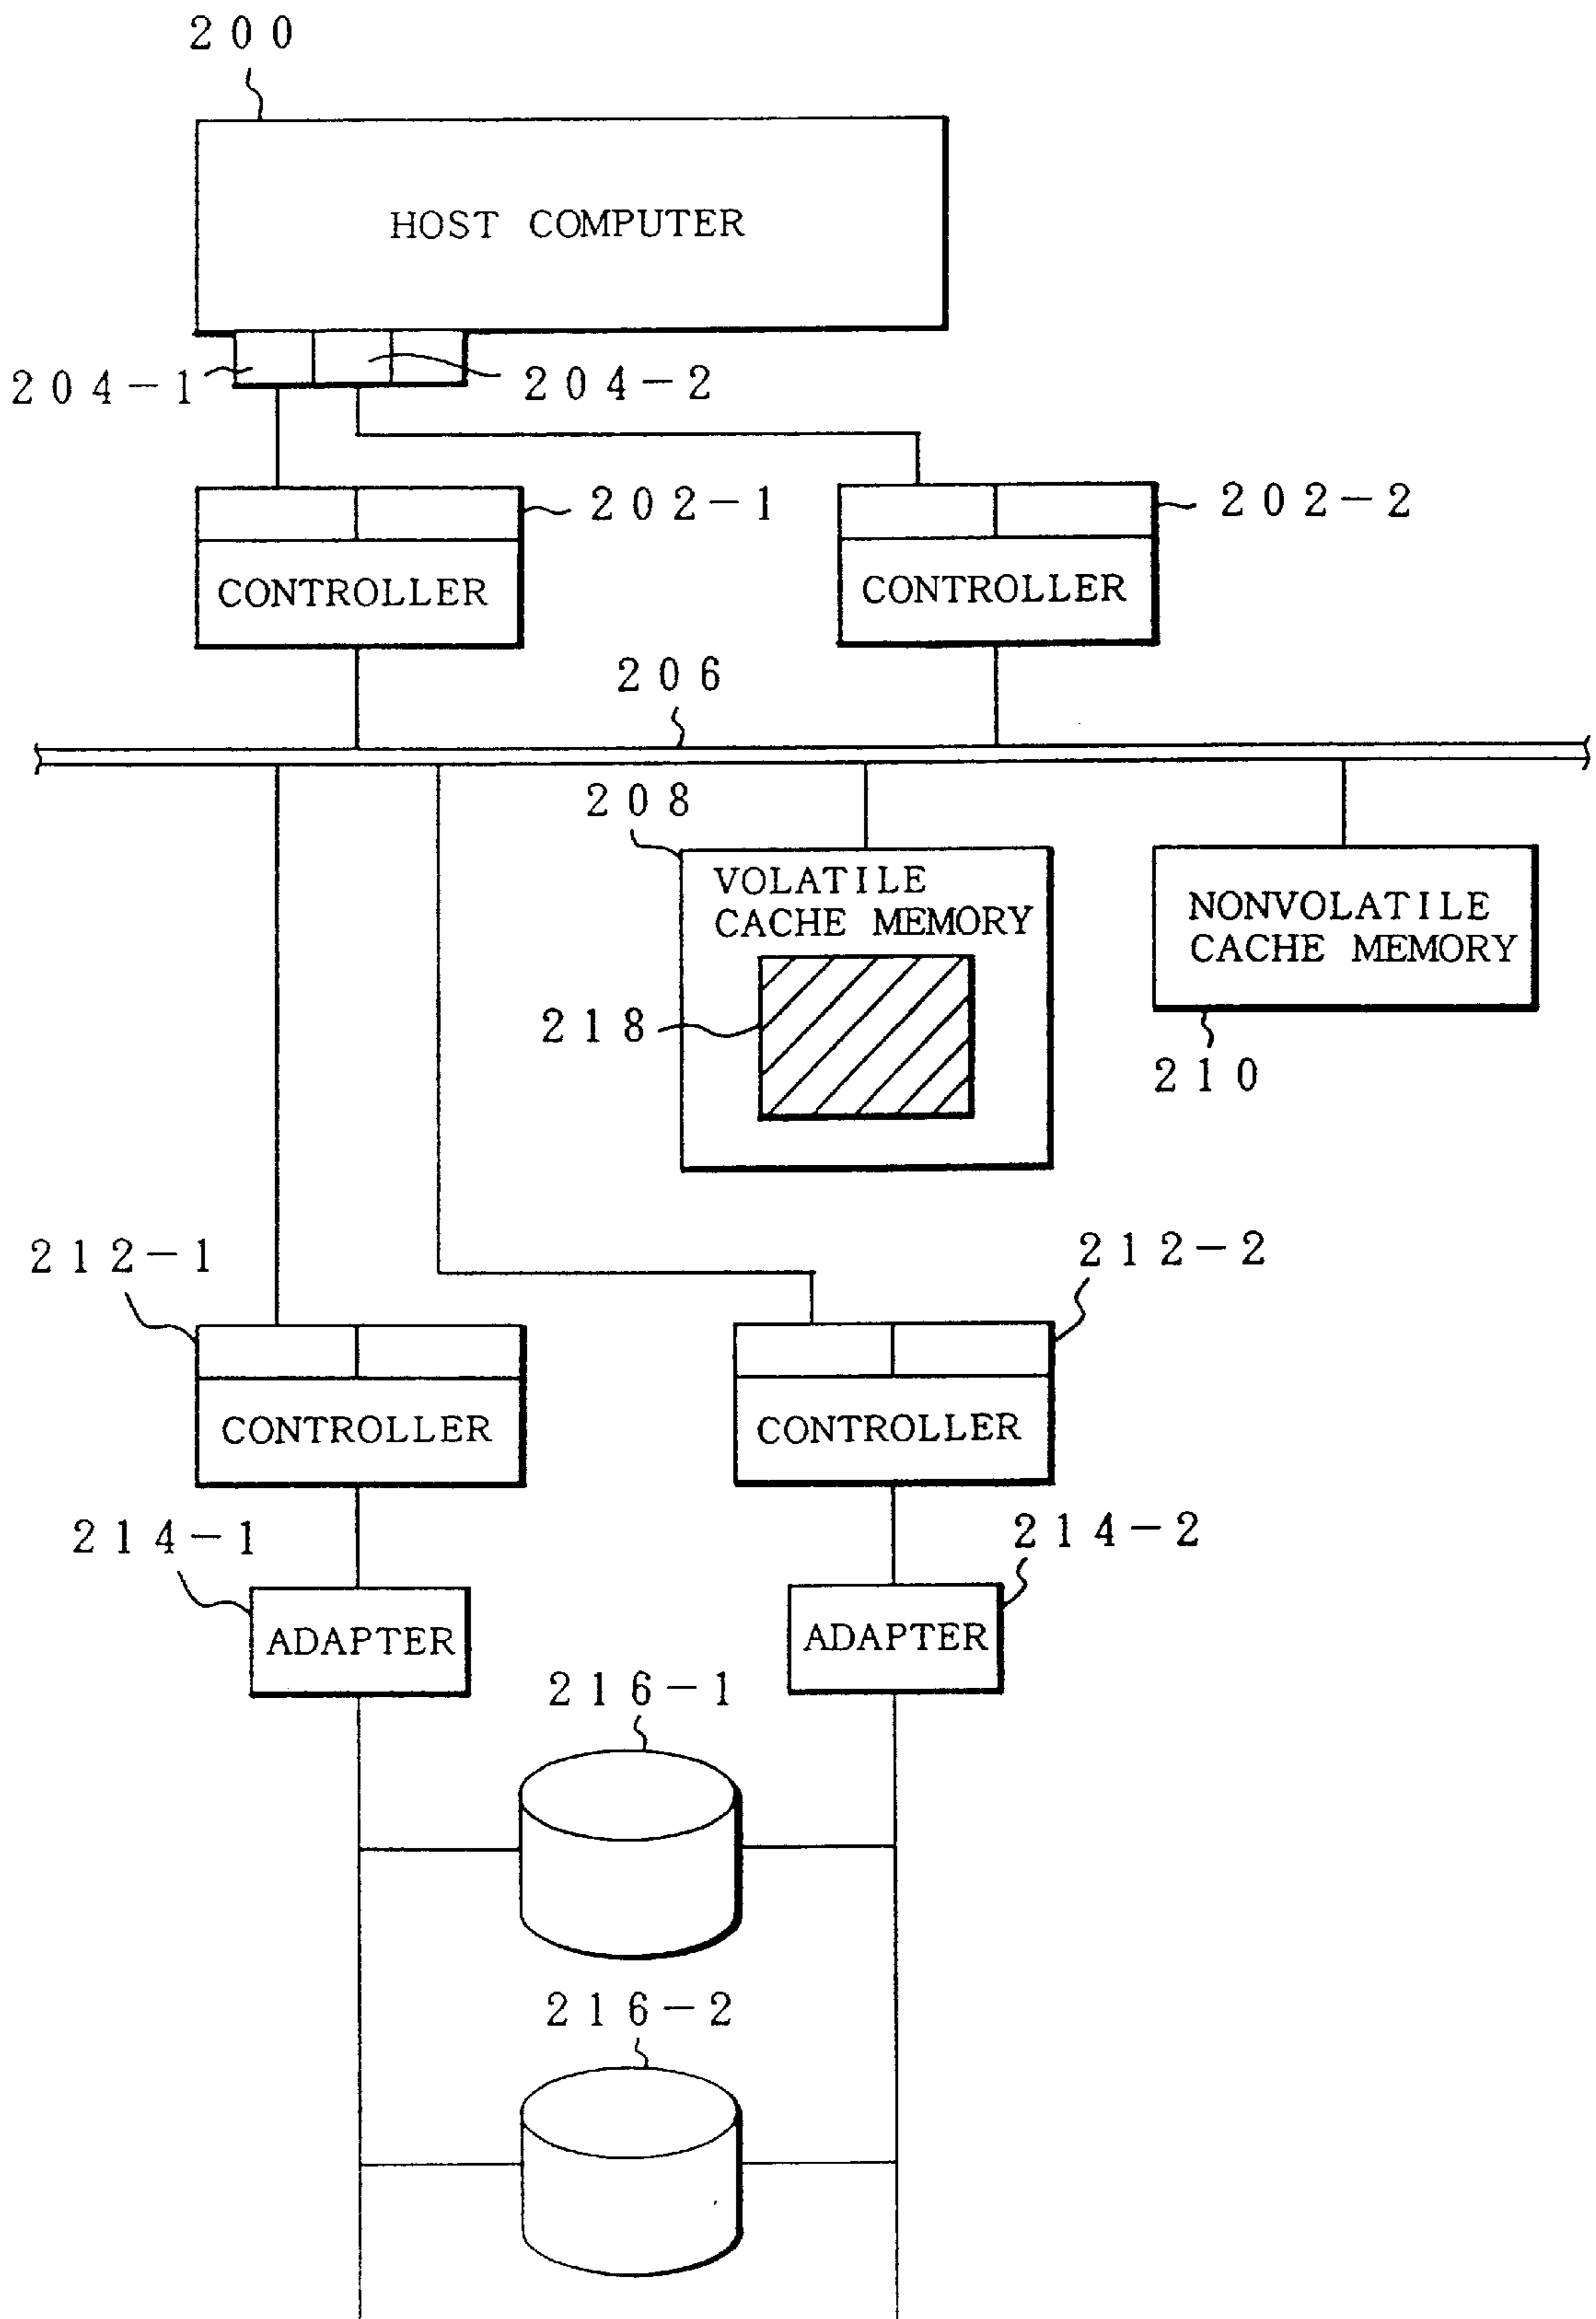 200
HOST COMPUTER
204-1
204-2
202-1
202-2
CONTROLLER
CONTROLLER
206
208
VOLATILE
CACHE MEMORY
NONVOLATILE
CACHE MEMORY
218
210
212-1
212-2
CONTROLLER
CONTROLLER
214-1
214-2
ADAPTER
ADAPTER
216-1
216-2